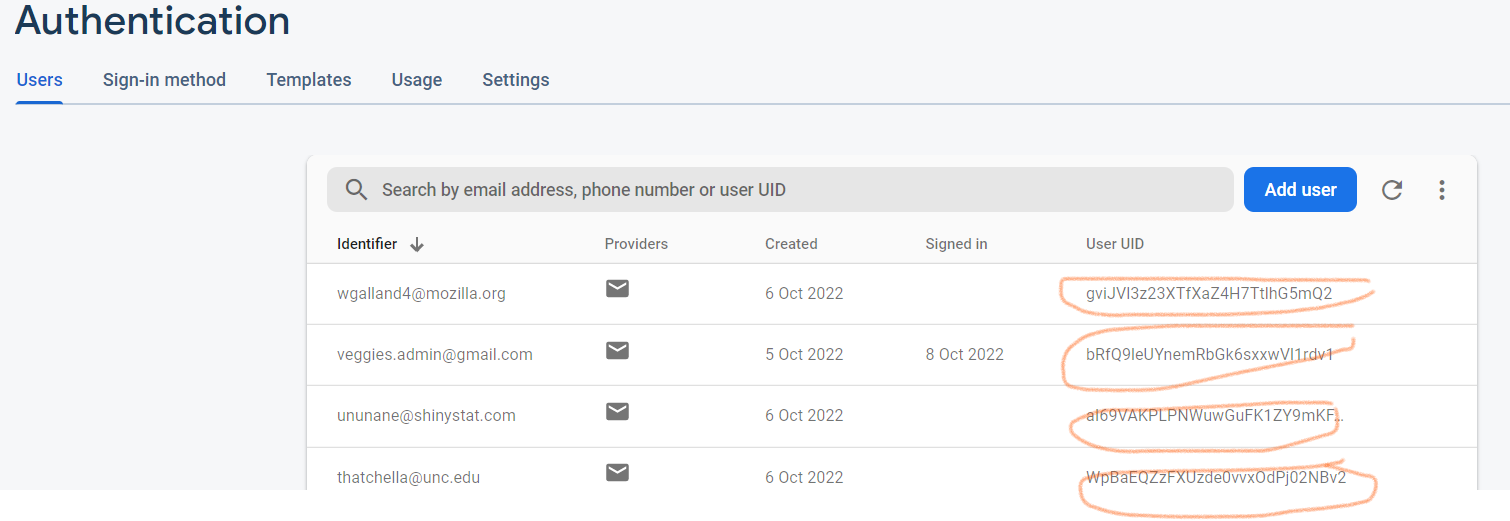 Authentication
Users Sign-in method Templates Usage Settings
Search by email address, phone number or user UID Add user
Identifier Providers Created Signed in User UID
wgalland4@mozilla.org 6 Oct 2022 gviJVI3z23XTfXaZ4H7TtlhG5mQ2
veggies.admin@gmail.com 5 Oct 2022 8 Oct 2022 bRfQ9IeUYnemRbGk6sxxwVI1rdv1
ununane@shinystat.com 6 Oct 2022 al69VAKPLPNWuwGuFK1ZY9mKF...
thatchella@unc.edu 6 Oct 2022 WpBaEQZzFXUzde0vvxOdPj02NBv2